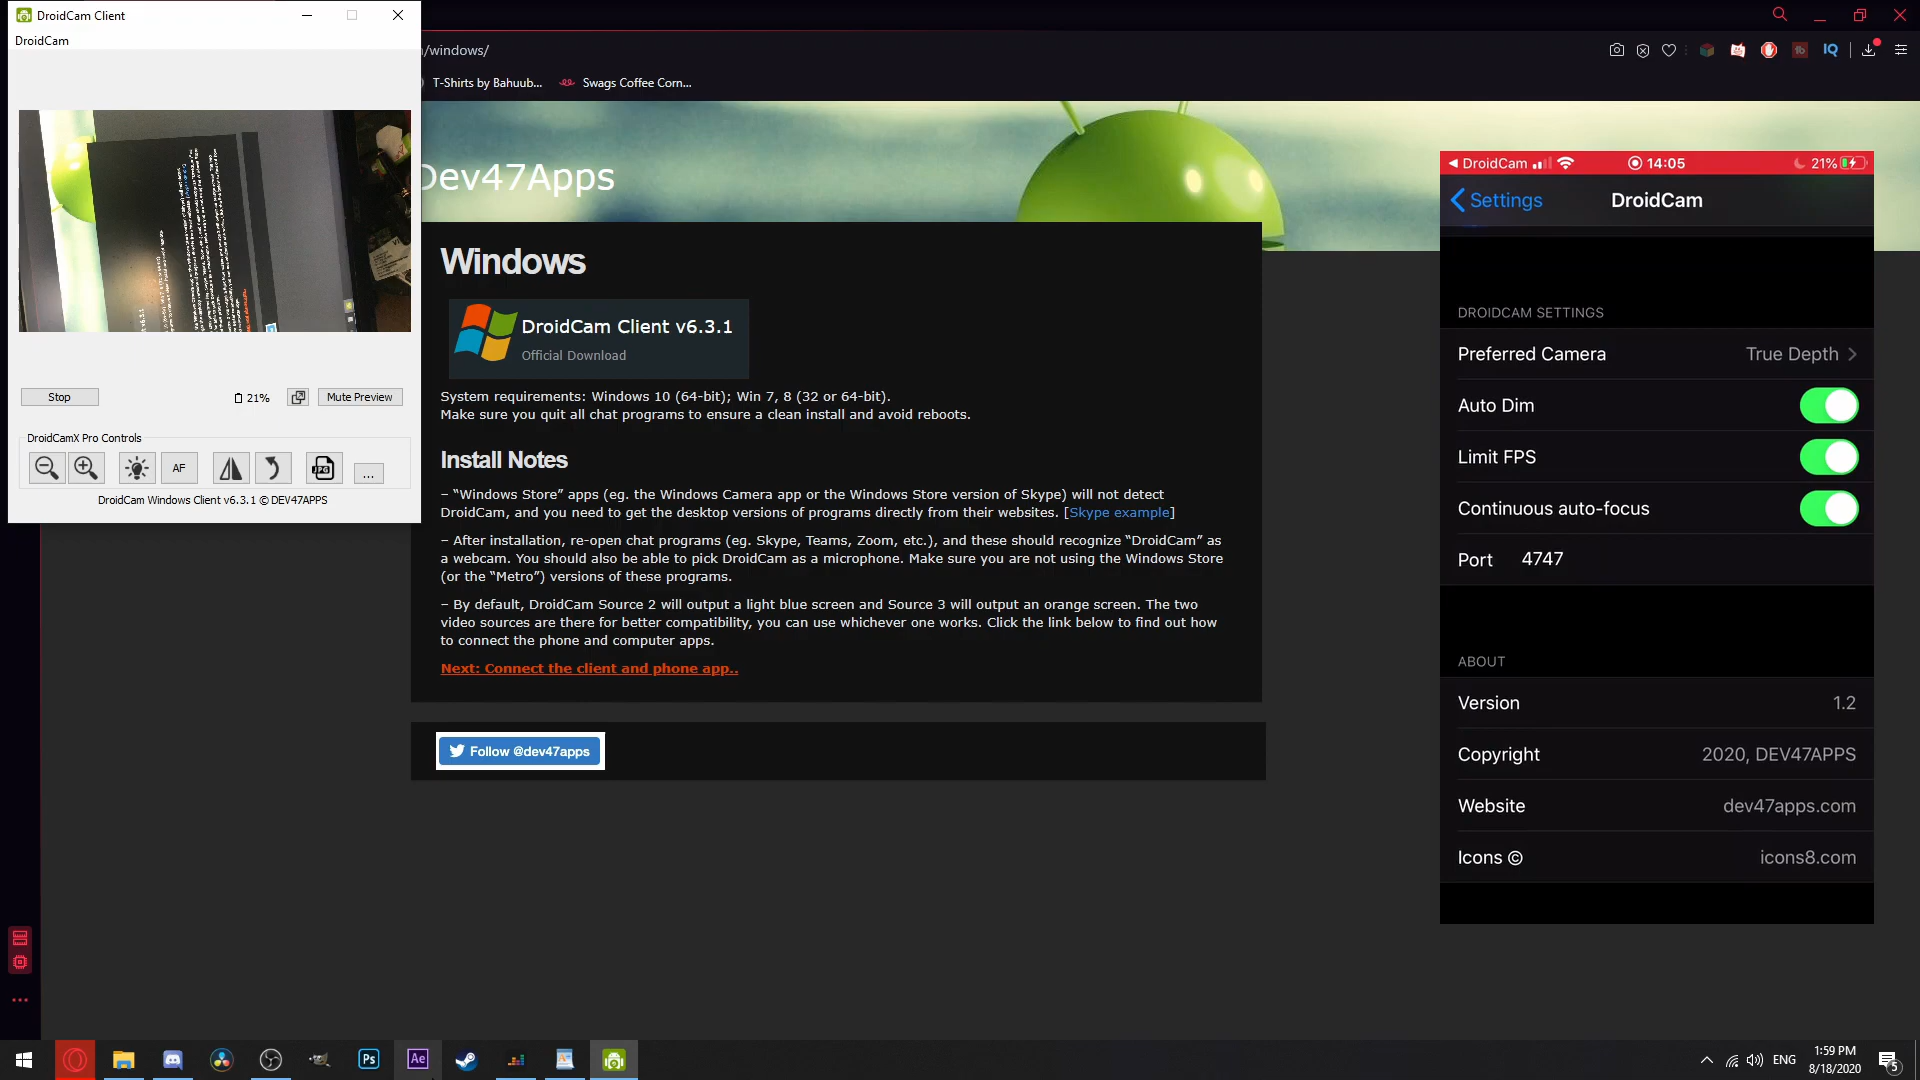 DroidCam Client
DroidCam
Stop
21%
Mute Preview
DroidCamX Pro Controls
AF
JPG
...
DroidCam Windows Client v6.3.1 © DEV47APPS
/windows/
T-Shirts by Bahuub...
Swags Coffee Corn...
IQ
Dev47Apps
Windows
DroidCam Client v6.3.1
Official Download
System requirements: Windows 10 (64-bit); Win 7, 8 (32 or 64-bit).
Make sure you quit all chat programs to ensure a clean install and avoid reboots.
Install Notes
– “Windows Store” apps (eg. the Windows Camera app or the Windows Store version of Skype) will not detect
DroidCam, and you need to get the desktop versions of programs directly from their websites. [Skype example]
– After installation, re-open chat programs (eg. Skype, Teams, Zoom, etc.), and these should recognize “DroidCam” as
a webcam. You should also be able to pick DroidCam as a microphone. Make sure you are not using the Windows Store
(or the “Metro”) versions of these programs.
– By default, DroidCam Source 2 will output a light blue screen and Source 3 will output an orange screen. The two
video sources are there for better compatibility, you can use whichever one works. Click the link below to find out how
to connect the phone and computer apps.
Next: Connect the client and phone app..
Follow @dev47apps
DroidCam
14:05
21%
Settings
DroidCam
DROIDCAM SETTINGS
Preferred Camera True Depth
Auto Dim
Limit FPS
Continuous auto-focus
Port 4747
ABOUT
Version 1.2
Copyright 2020, DEV47APPS
Website dev47apps.com
Icons © icons8.com
Ps
Ae
ENG
1:59 PM
8/18/2020
5